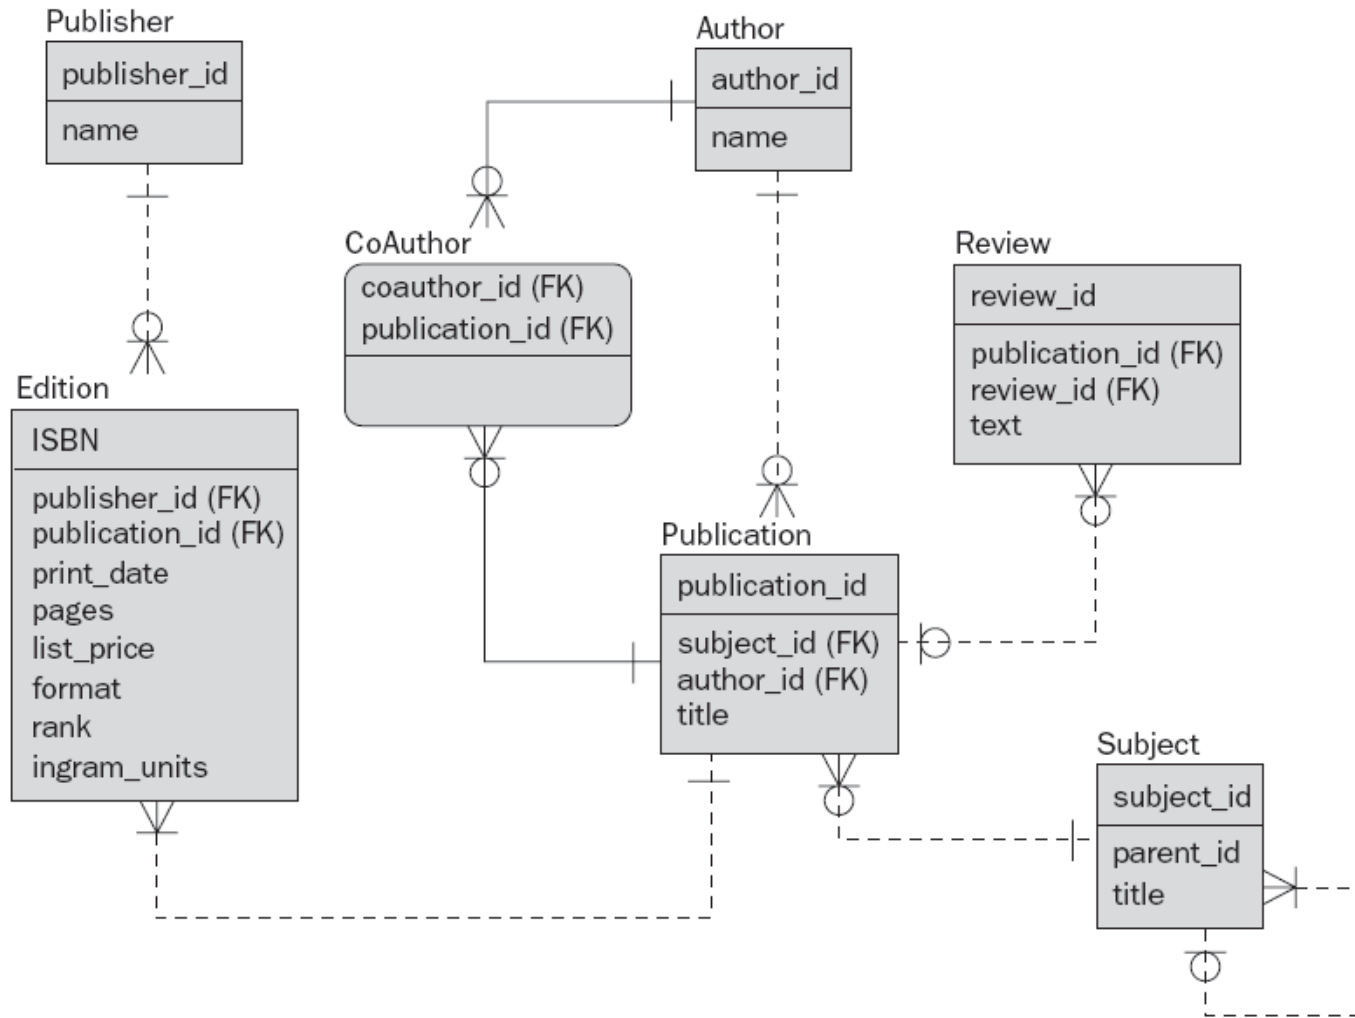 Publisher
publisher_id
name
Author
author_id
name
CoAuthor
coauthor_id (FK)
publication_id (FK)
Review
review_id
publication_id (FK)
review_id (FK)
text
Edition
ISBN
publisher_id (FK)
publication_id (FK)
print_date
pages
list_price
format
rank
ingram_units
Publication
publication_id
subject_id (FK)
author_id (FK)
title
Subject
subject_id
parent_id
title